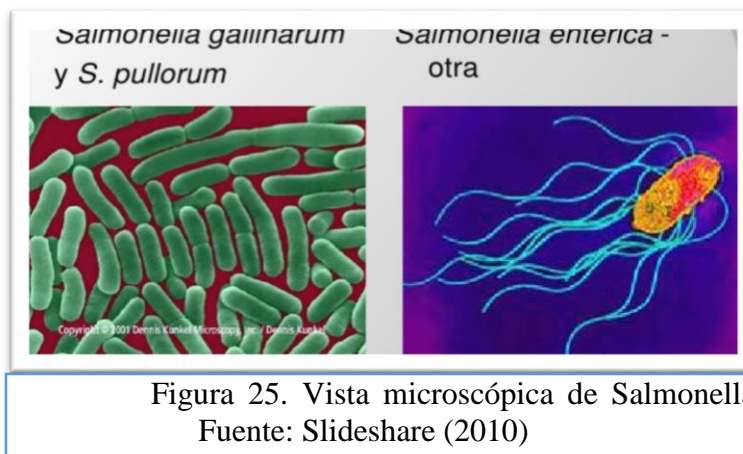 Salmonella gallinarum
y S. pullorum
Salmonella enterica -
otra
Copyright © 2001 Dennis Kunkel Microscopy, Inc. / Dennis Kunkel
Figura 25. Vista microscópica de Salmonella
Fuente: Slideshare (2010)